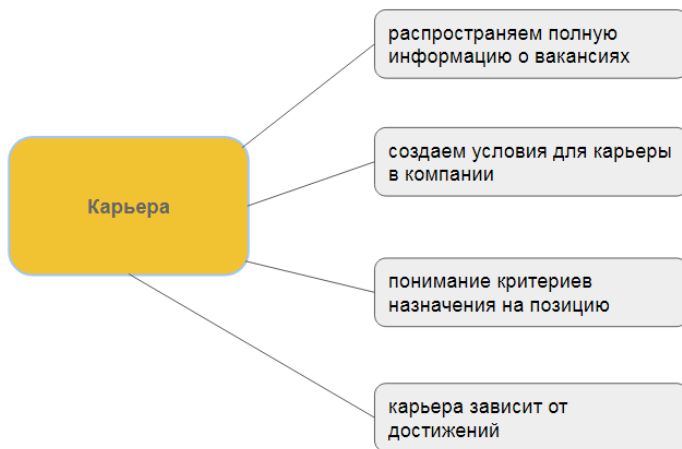 распространяем полную
информацию о вакансиях
создаем условия для карьеры
в компании
Карьера
понимание критериев
назначения на позицию
карьера зависит от
достижений